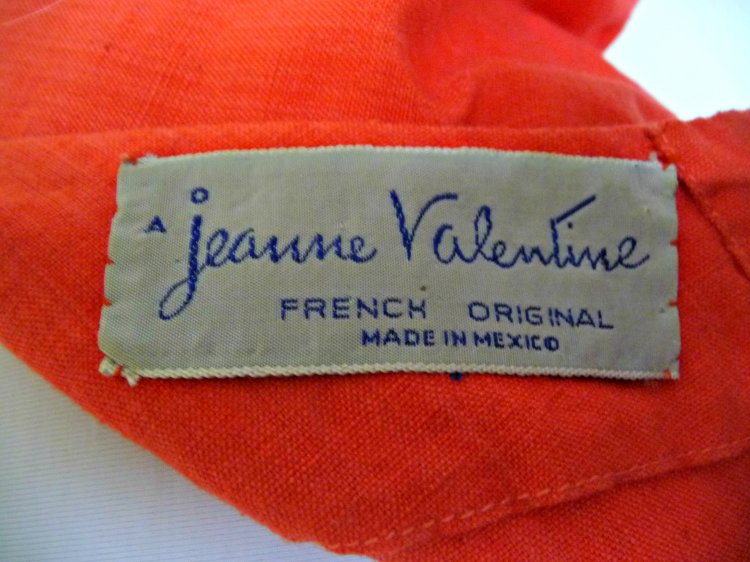 A jeanne Valentine
FRENCH ORIGINAL
MADE IN MEXICO